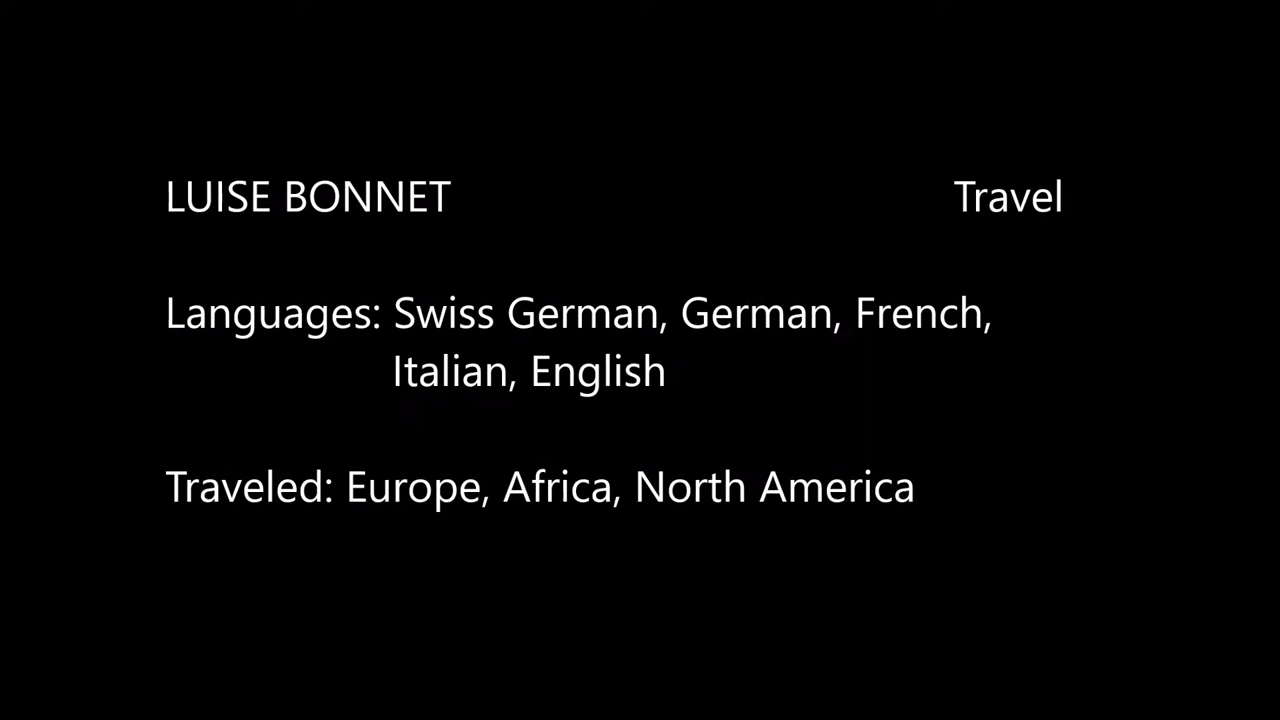 LUISE BONNET Travel
Languages: Swiss German, German, French,
Italian, English
Traveled: Europe, Africa, North America